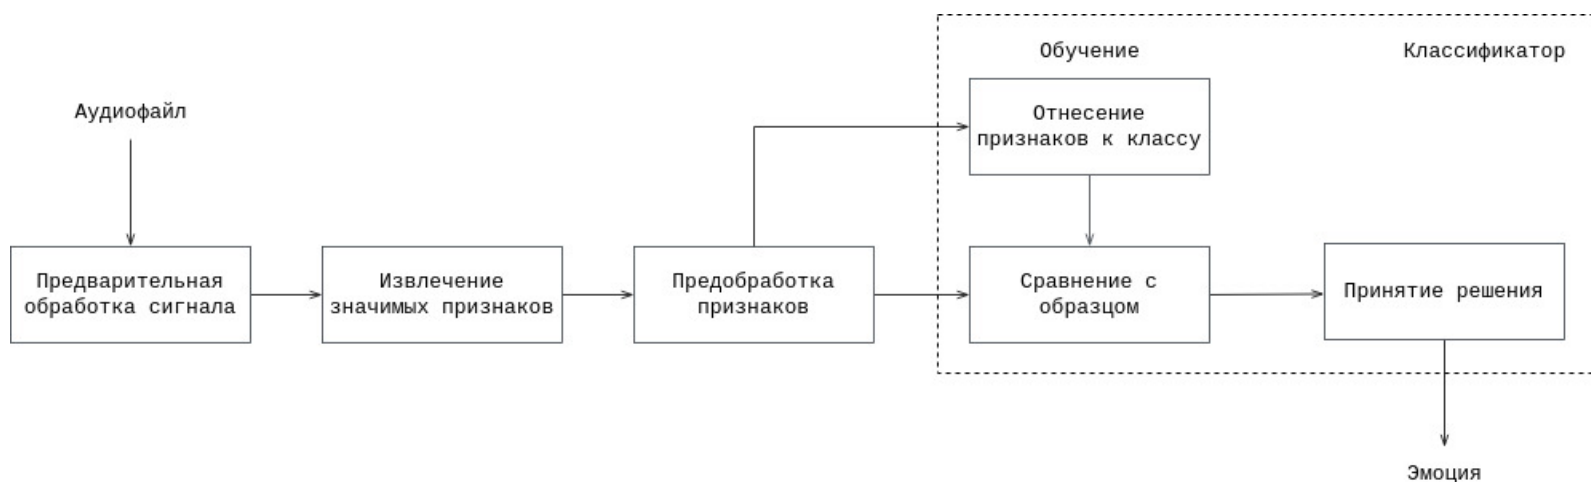 Обучение
Классификатор
Аудиофайл
Отнесение
признаков к классу
Предварительная
обработка сигнала
Извлечение
значимых признаков
Предобработка
признаков
Сравнение с
образцом
Принятие решения
Эмоция